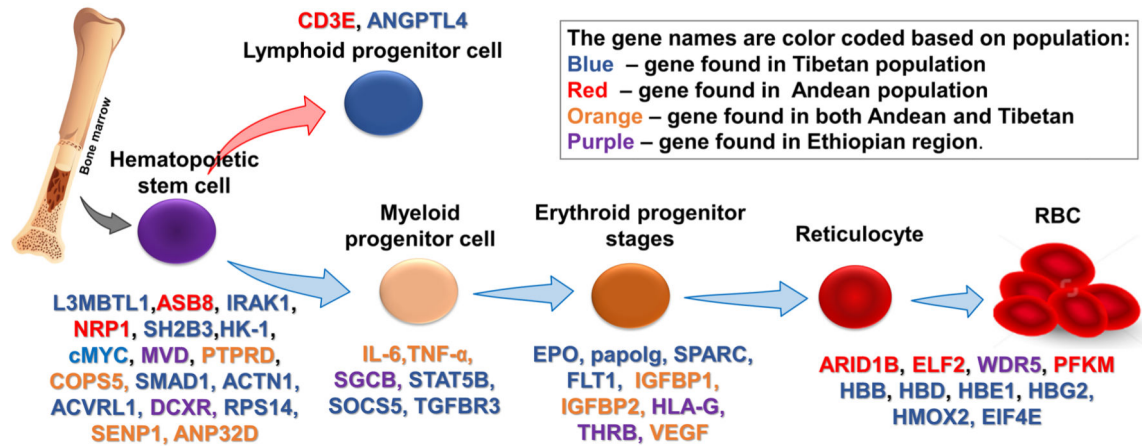 CD3E, ANGPTL4
Lymphoid progenitor cell
The gene names are color coded based on population:
Blue – gene found in Tibetan population
Red – gene found in Andean population
Orange – gene found in both Andean and Tibetan
Purple – gene found in Ethiopian region.
Bone marrow
Hematopoietic
stem cell
Myeloid
progenitor cell
Erythroid progenitor
stages
Reticulocyte
RBC
L3MBTL1,ASB8, IRAK1,
NRP1, SH2B3,HK-1,
cMYC, MVD, PTPRD,
COPS5, SMAD1, ACTN1,
ACVRL1, DCXR, RPS14,
SENP1, ANP32D
IL-6,TNF-α,
SGCB, STAT5B,
SOCS5, TGFBR3
EPO, papolg, SPARC,
FLT1, IGFBP1,
IGFBP2, HLA-G,
THRB, VEGF
ARID1B, ELF2, WDR5, PFKM
HBB, HBD, HBE1, HBG2,
HMOX2, EIF4E